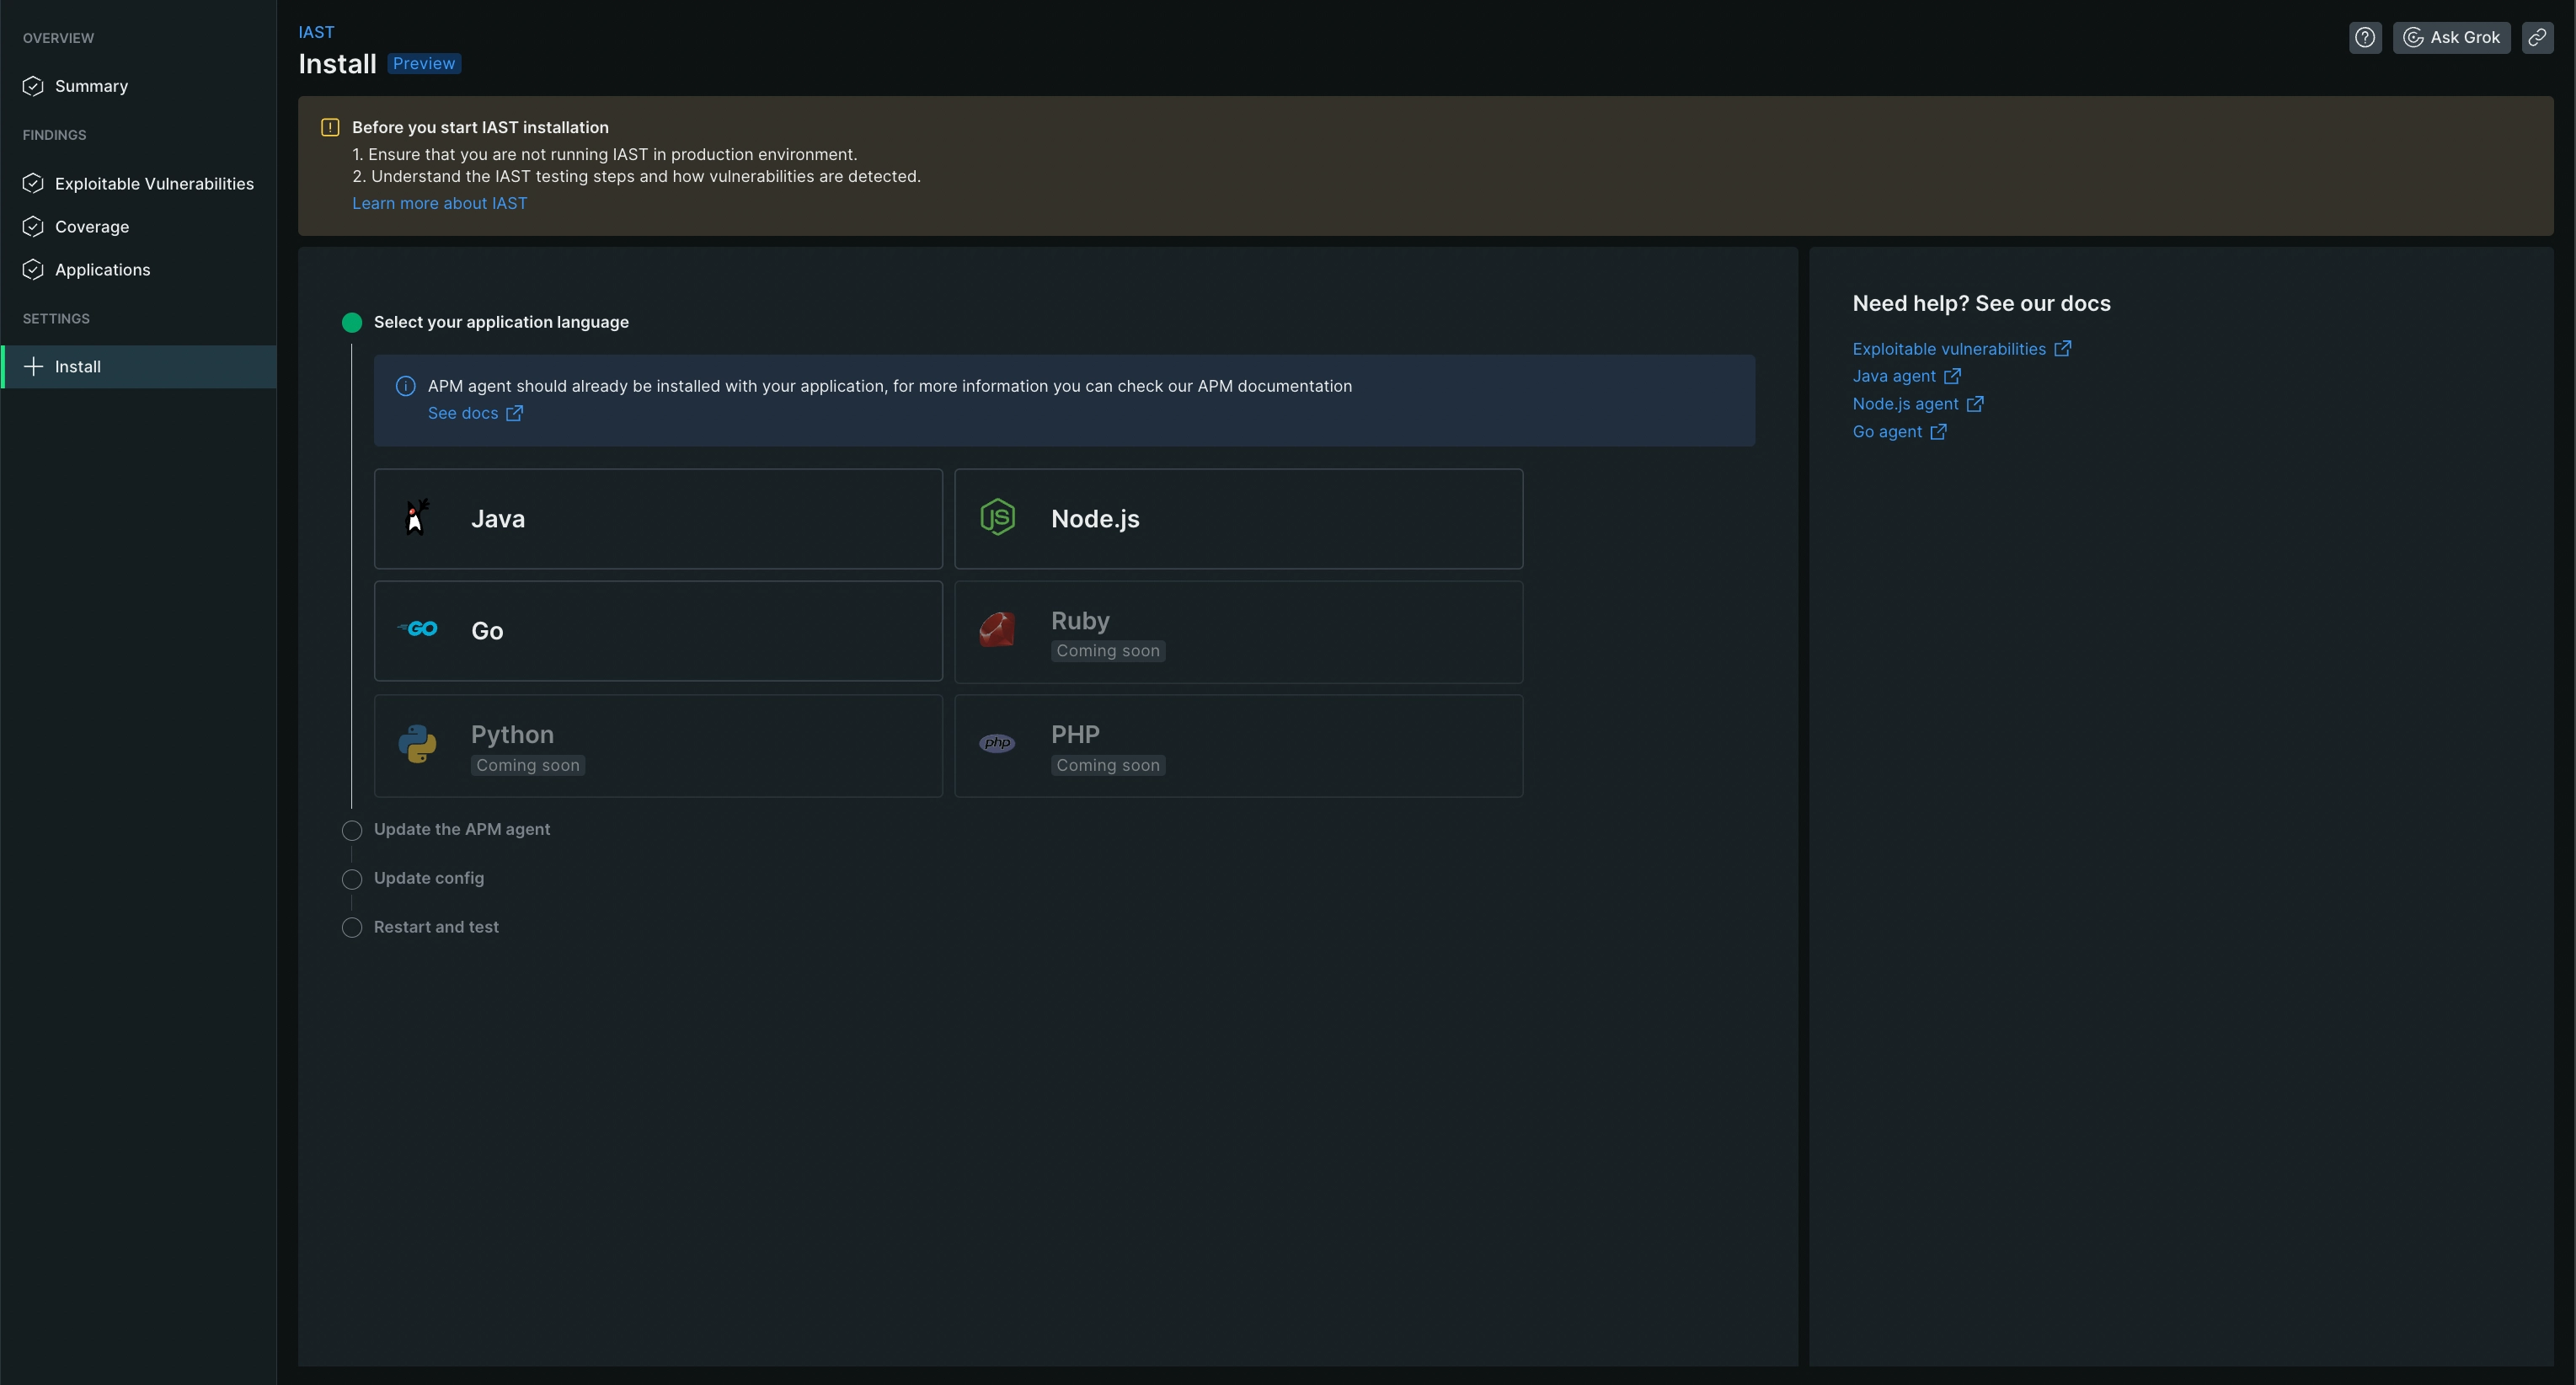 OVERVIEW
Summary
FINDINGS
Exploitable Vulnerabilities
Coverage
Applications
SETTINGS
Install
IAST
Install Preview
Ask Grok
Before you start IAST installation
1. Ensure that you are not running IAST in production environment.
2. Understand the IAST testing steps and how vulnerabilities are detected.
Learn more about IAST
Select your application language
APM agent should already be installed with your application, for more information you can check our APM documentation
See docs
Java
JS
Node.js
GO
Go
Ruby
Coming soon
Python
Coming soon
php
PHP
Coming soon
Update the APM agent
Update config
Restart and test
Need help? See our docs
Exploitable vulnerabilities
Java agent
Node.js agent
Go agent